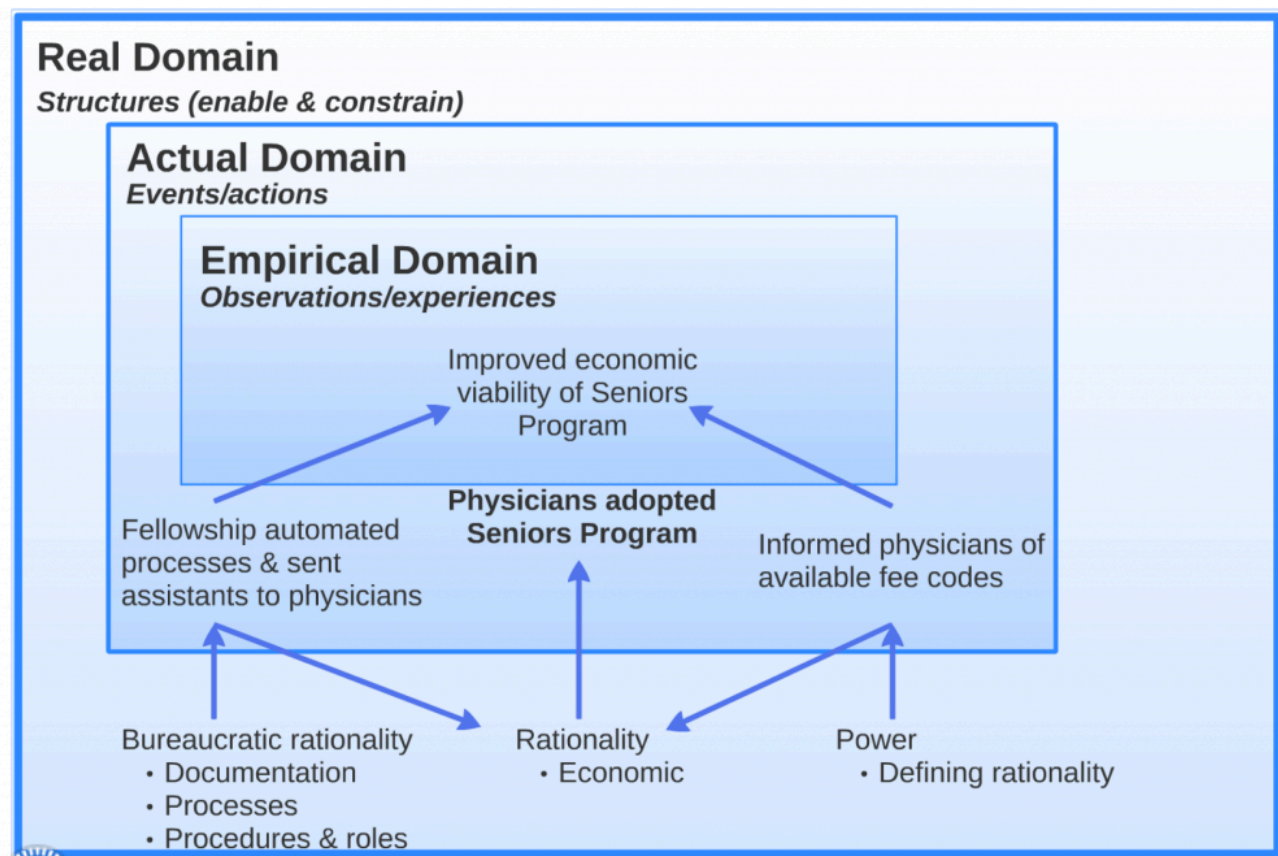 Real Domain
Structures (enable & constrain)
Actual Domain
Events/actions
Empirical Domain
Observations/experiences
Improved economic
viability of Seniors
Program
Physicians adopted
Seniors Program
Fellowship automated
processes & sent
assistants to physicians
Informed physicians of
available fee codes
Bureaucratic rationality
• Documentation
• Processes
• Procedures & roles
Rationality
• Economic
Power
• Defining rationality